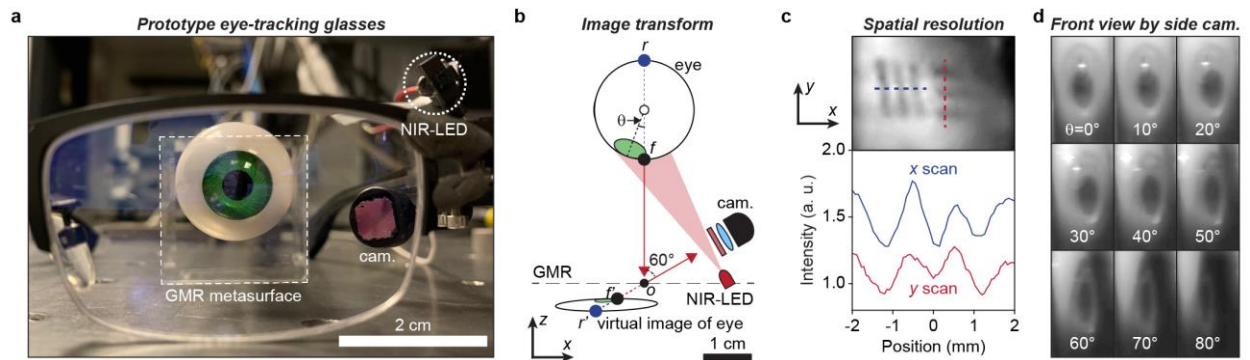 a
Prototype eye-tracking glasses
NIR-LED
cam.
GMR metasurface
2 cm
b
Image transform
r
eye
θ
f
cam.
60°
GMR
o
NIR-LED
f'
r'
virtual image of eye
z
x
1 cm
c
Spatial resolution
y
x
2.0
x scan
1.5
y scan
1.0
Intensity (a. u.)
-2 -1 0 1 2
Position (mm)
d
Front view by side cam.
θ=0° 10° 20°
30° 40° 50°
60° 70° 80°